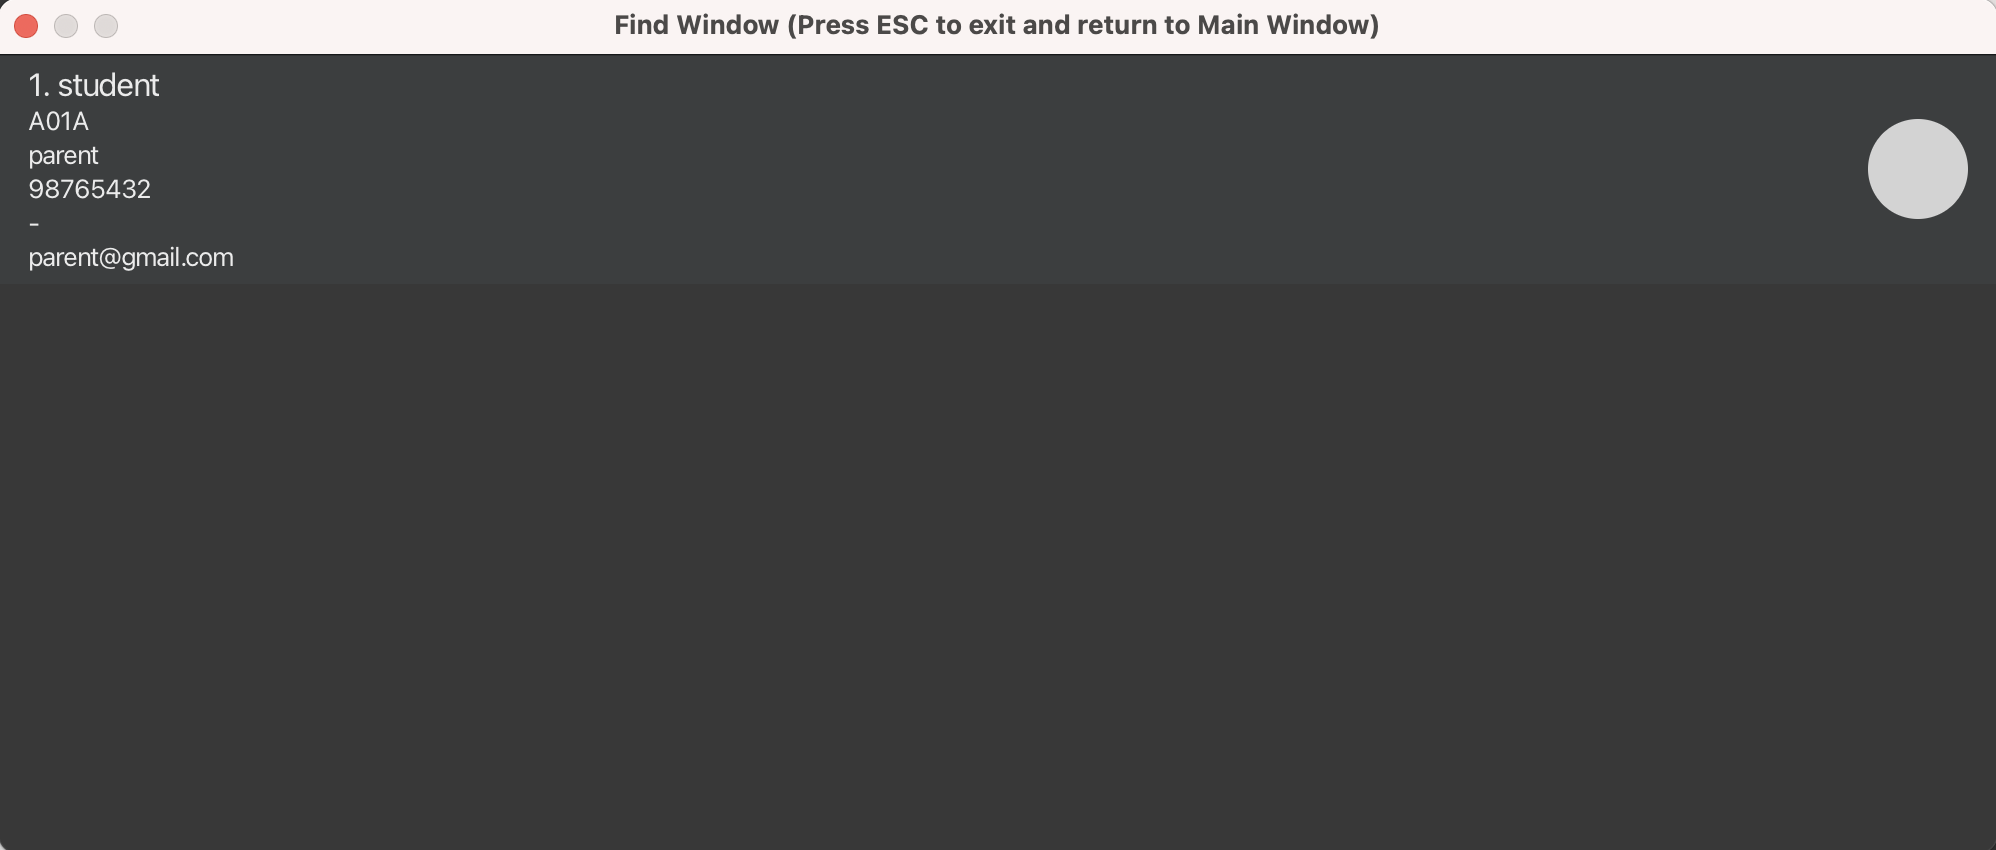 Find Window (Press ESC to exit and return to Main Window)
1. student
A01A
parent
98765432
-
parent@gmail.com